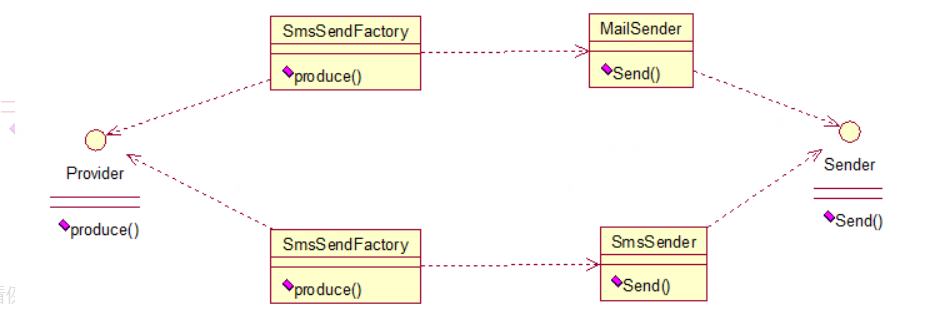 SmsSendFactory
produce()
MailSender
Send()
Provider
produce()
Sender
Send()
SmsSendFactory
produce()
SmsSender
Send()